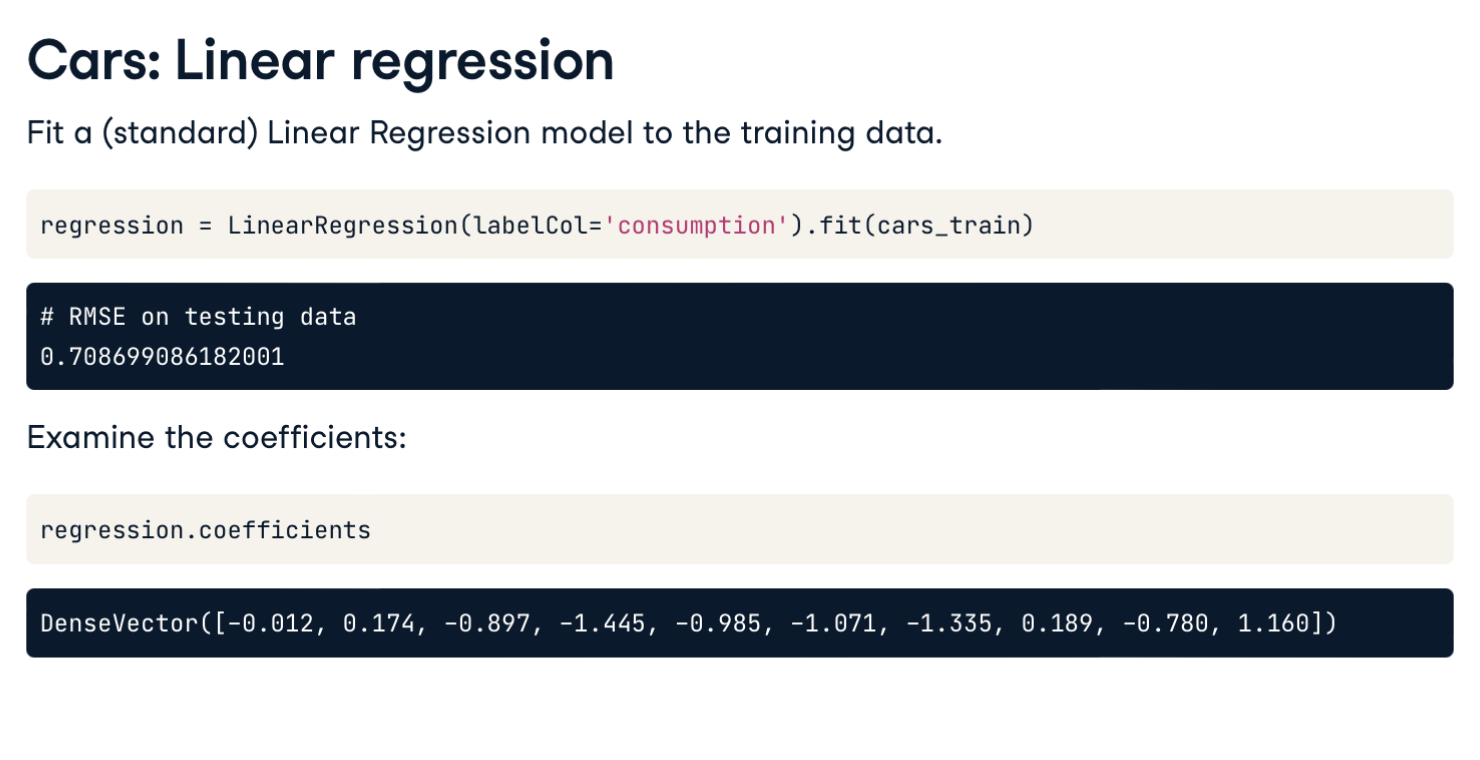 Cars: Linear regression
Fit a (standard) Linear Regression model to the training data.
regression = LinearRegression(labelCol='consumption').fit(cars_train)
# RMSE on testing data
0.708699086182001
Examine the coefficients:
regression.coefficients
DenseVector([-0.012, 0.174, -0.897, -1.445, -0.985, -1.071, -1.335, 0.189, -0.780, 1.160])